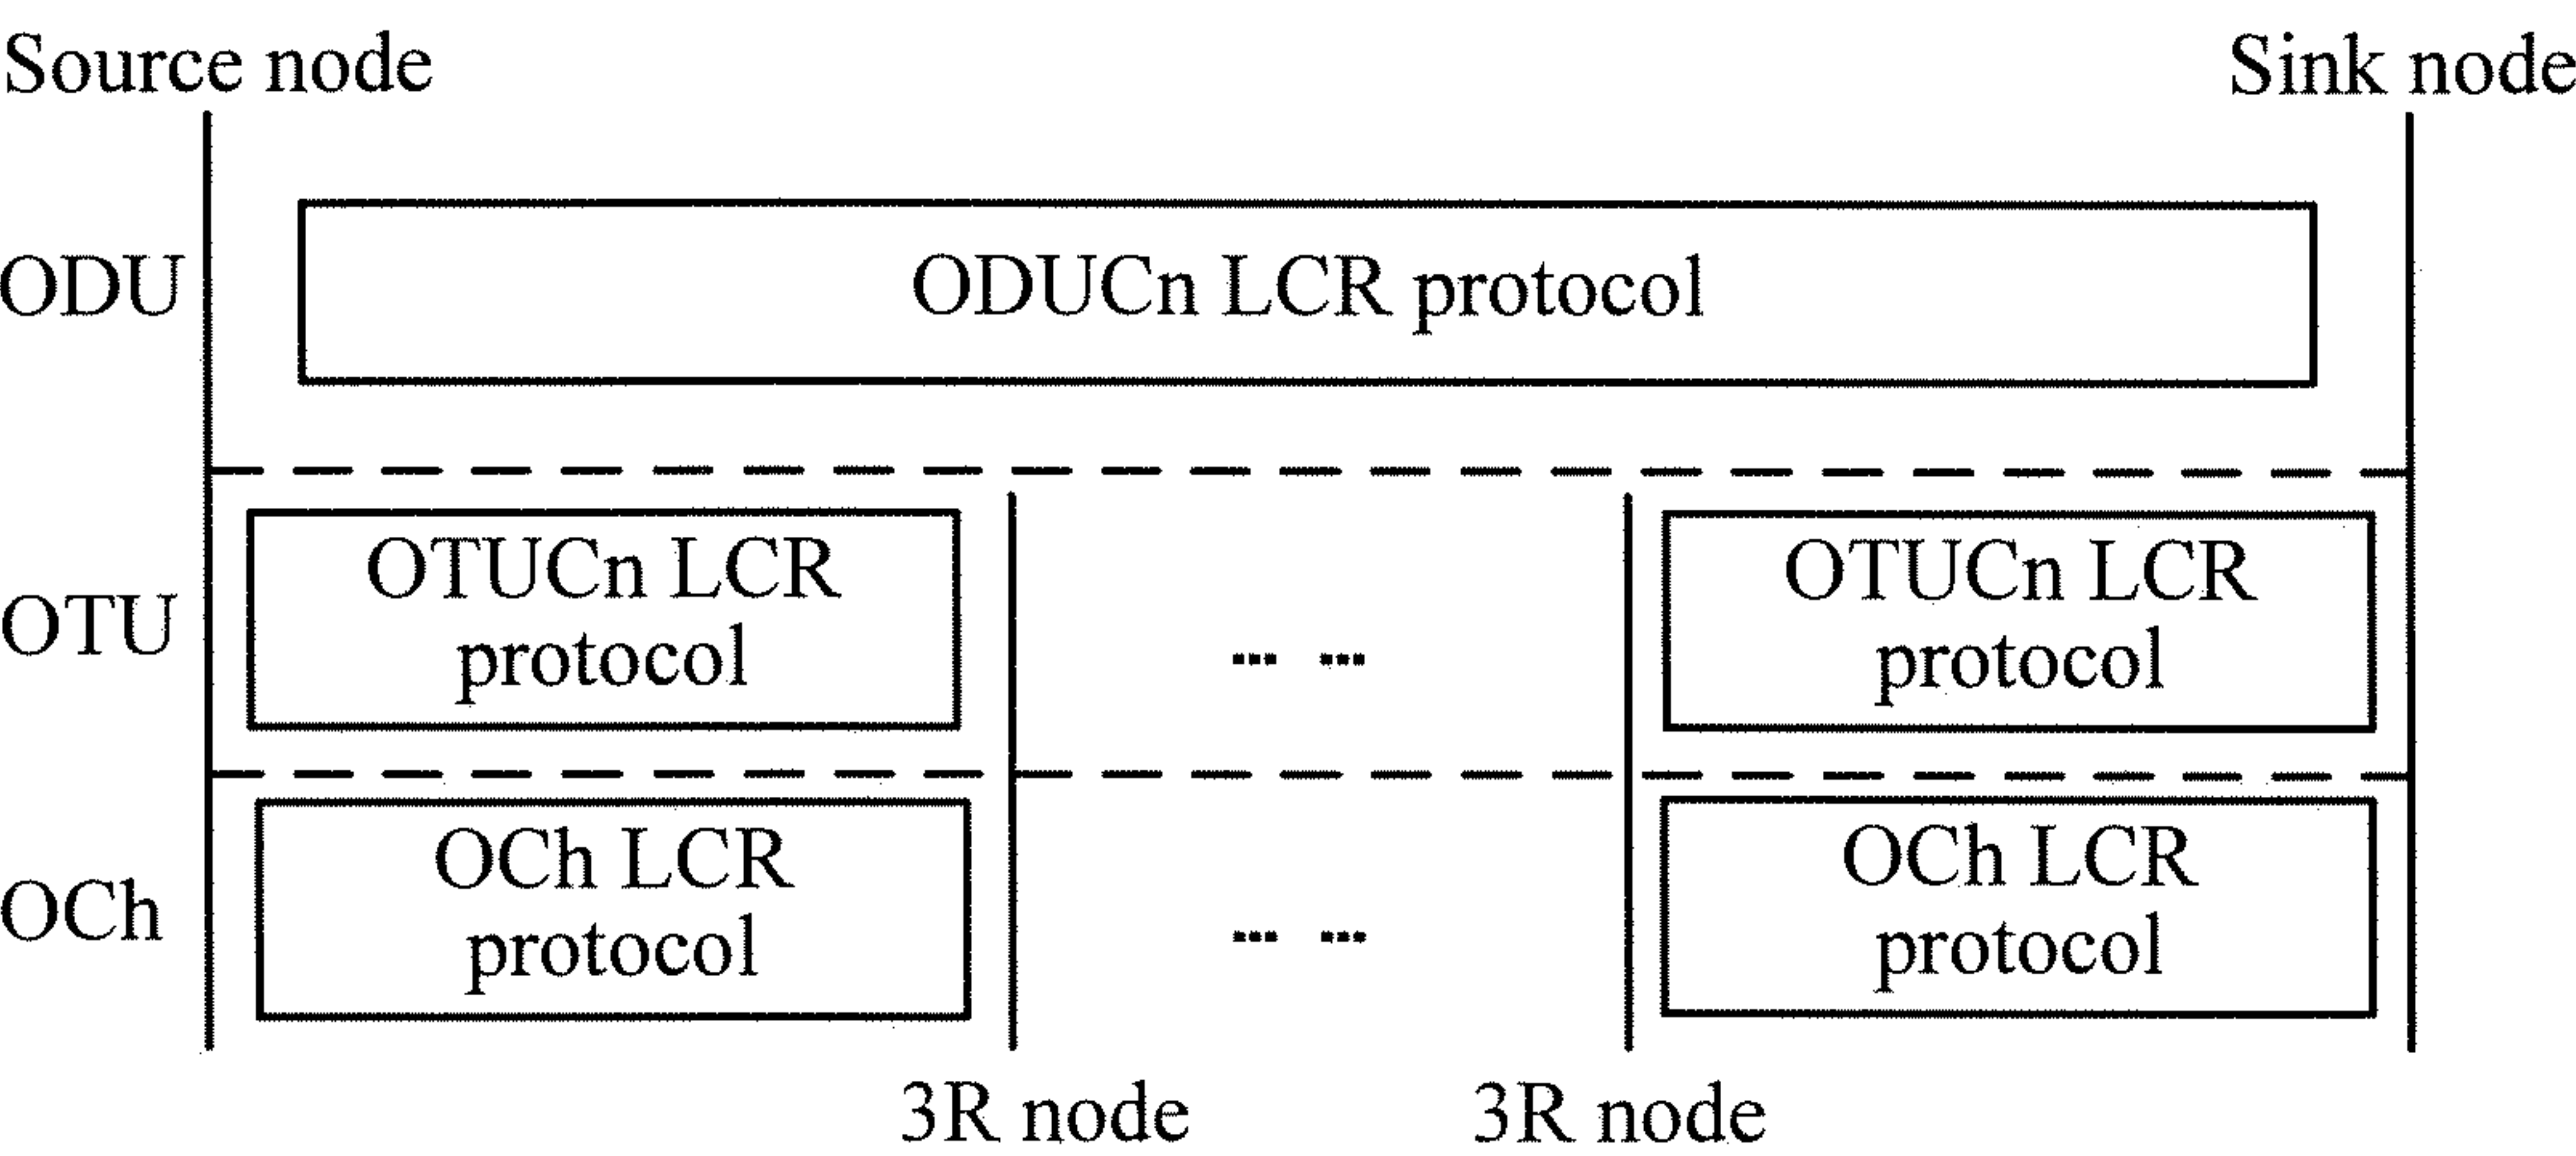 Source node
Sink node
ODU
ODUCn LCR protocol
OTU
OTUCn LCR
protocol
... ...
OTUCn LCR
protocol
OCh
OCh LCR
protocol
... ...
OCh LCR
protocol
3R node
3R node